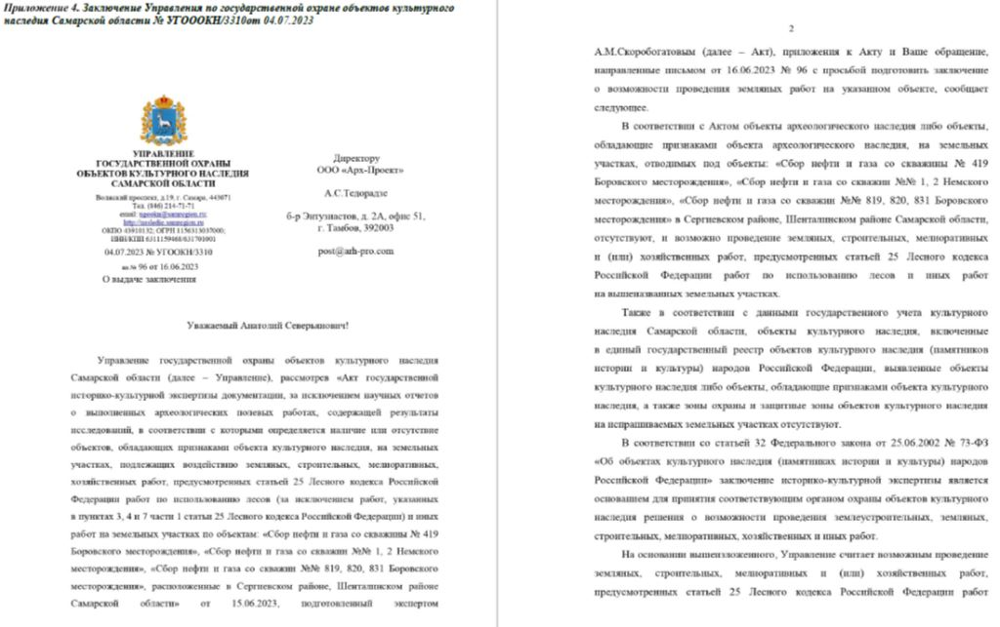 Приложение 4. Заключение Управления по государственной охране объектов культурного
наследия Самарской области № УГОООКН/3310от 04.07.2023
УПРАВЛЕНИЕ
ГОСУДАРСТВЕННОЙ ОХРАНЫ
ОБЪЕКТОВ КУЛЬТУРНОГО НАСЛЕДИЯ
САМАРСКОЙ ОБЛАСТИ
Волжский проспект, д.19, г. Самара, 443071
Тел. (846) 214-71-71
email: ugookn@samregion.ru;
http://nasledie.samregion.ru
ОКПО 43910132; ОГРН 1156313037000;
ИНН/КПП 6311159468/631701001
04.07.2023 № УГООКН/3310
на № 96 от 16.06.2023
О выдаче заключения
Директору
ООО «Арх-Проект»
А.С.Тедорадзе
б-р Энтузиастов, д. 2А, офис 51,
г. Тамбов, 392003
post@arh-pro.com
Уважаемый Анатолий Северьянович!
Управление государственной охраны объектов культурного наследия
Самарской области (далее – Управление), рассмотрев «Акт государственной
историко-культурной экспертизы документации, за исключением научных отчетов
о выполненных археологических полевых работах, содержащей результаты
исследований, в соответствии с которыми определяется наличие или отсутствие
объектов, обладающих признаками объекта культурного наследия, на земельных
участках, подлежащих воздействию земляных, строительных, мелиоративных,
хозяйственных работ, предусмотренных статьей 25 Лесного кодекса Российской
Федерации работ по использованию лесов (за исключением работ, указанных
в пунктах 3, 4 и 7 части 1 статьи 25 Лесного кодекса Российской Федерации) и иных
работ на земельных участках по объектам: «Сбор нефти и газа со скважины № 419
Боровского месторождения», «Сбор нефти и газа со скважин №№ 1, 2 Немского
месторождения», «Сбор нефти и газа со скважин №№ 819, 820, 831 Боровского
месторождения», расположенные в Сергиевском районе, Шенталинском районе
Самарской области» от 15.06.2023, подготовленный экспертом
2
А.М.Скоробогатовым (далее – Акт), приложения к Акту и Ваше обращение,
направленные письмом от 16.06.2023 № 96 с просьбой подготовить заключение
о возможности проведения земляных работ на указанном объекте, сообщает
следующее.
В соответствии с Актом объекты археологического наследия либо объекты,
обладающие признаками объекта археологического наследия, на земельных
участках, отводимых под объекты: «Сбор нефти и газа со скважины № 419
Боровского месторождения», «Сбор нефти и газа со скважин №№ 1, 2 Немского
месторождения», «Сбор нефти и газа со скважин №№ 819, 820, 831 Боровского
месторождения» в Сергиевском районе, Шенталинском районе Самарской области,
отсутствуют, и возможно проведение земляных, строительных, мелиоративных
и (или) хозяйственных работ, предусмотренных статьей 25 Лесного кодекса
Российской Федерации работ по использованию лесов и иных работ
на вышеназванных земельных участках.
Также в соответствии с данными государственного учета культурного
наследия Самарской области, объекты культурного наследия, включенные
в единый государственный реестр объектов культурного наследия (памятников
истории и культуры) народов Российской Федерации, выявленные объекты
культурного наследия либо объекты, обладающие признаками объекта культурного
наследия, а также зоны охраны и защитные зоны объектов культурного наследия
на испрашиваемых земельных участках отсутствуют.
В соответствии со статьей 32 Федерального закона от 25.06.2002 № 73-ФЗ
«Об объектах культурного наследия (памятниках истории и культуры) народов
Российской Федерации» заключение историко-культурной экспертизы является
основанием для принятия соответствующим органом охраны объектов культурного
наследия решения о возможности проведения землеустроительных, земляных,
строительных, мелиоративных, хозяйственных и иных работ.
На основании вышеизложенного, Управление считает возможным проведение
земляных, строительных, мелиоративных и (или) хозяйственных работ,
предусмотренных статьей 25 Лесного кодекса Российской Федерации работ